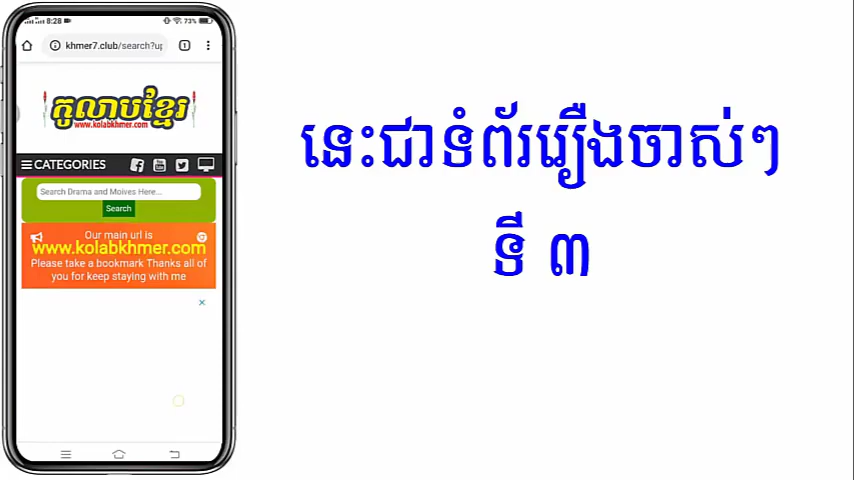 8:28
73%
khmer7.club/search?up
1
កូលាបខ្មែរ
www.kolabkhmer.com
CATEGORIES
Search Drama and Moives Here...
Search
Our main url is
www.kolabkhmer.com
Please take a bookmark Thanks all of
you for keep staying with me
នេះជាទំព័ររឿងចាស់ៗ
ទី ៣